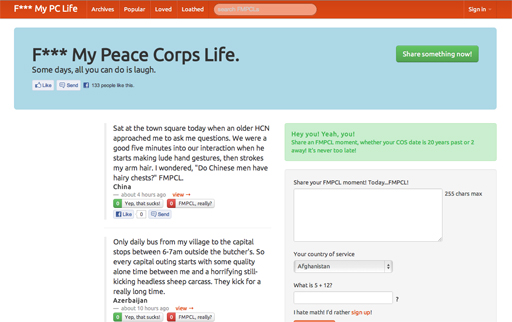 F*** My PC Life
Archives
Popular
Loved
Loathed
search FMPCLs
Sign in
F*** My Peace Corps Life.
Some days, all you can do is laugh.
Like
Send
133 people like this.
Share something now!
Sat at the town square today when an older HCN
approached me to ask me questions. We were a
good five minutes into our interaction when he
starts making lude hand gestures, then strokes
my arm hair. I wondered, "Do Chinese men have
hairy chests?" FMPCL.
China
— about 4 hours ago view →
0 Yep, that sucks! 0 FMPCL, really?
Like 0 Send
Only daily bus from my village to the capital
stops between 6-7am outside the butcher's. So
every capital outing starts with some quality
alone time between me and a horrifying still-
kicking headless sheep carcass. They kick for a
really long time.
Azerbaijan
— about 10 hours ago view →
0 Yep, that sucks! 0 FMPCL, really?
Hey you! Yeah, you!
Share an FMPCL moment, whether your COS date is 20 years past or 2
away! It's never too late!
Share your FMPCL moment! Today...FMPCL!
255 chars max
Your country of service
Afghanistan
What is 5 + 12?
?
I hate math! I'd rather sign up!